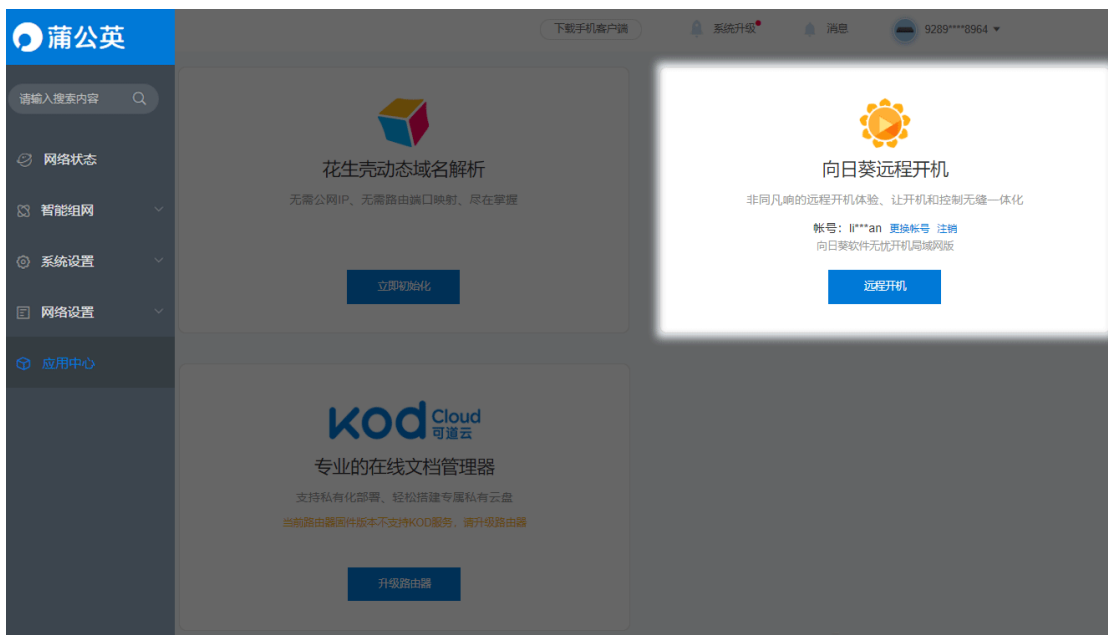 蒲公英
下载手机客户端
系统升级
消息
9289****8964
请输入搜索内容
网络状态
智能组网
系统设置
网络设置
应用中心
花生壳动态域名解析
无需公网IP、无需路由端口映射、尽在掌握
立即初始化
向日葵远程开机
非同凡响的远程开机体验、让开机和控制无缝一体化
帐号：li***an 更换帐号 注销
向日葵软件无忧开机局域网版
远程开机
kod Cloud
可道云
专业的在线文档管理器
支持私有化部署、轻松搭建专属私有云盘
当前路由器固件版本不支持KOD服务，请升级路由器
升级路由器